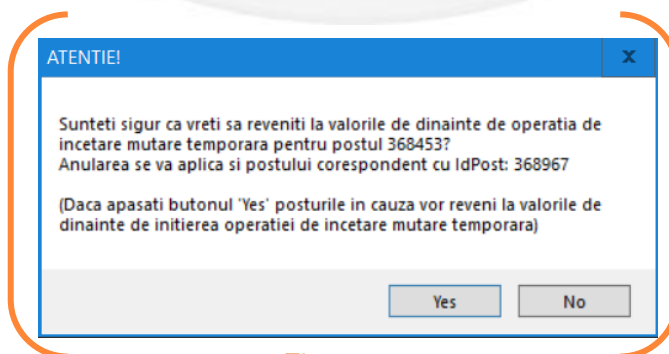 ATENTIE!
x
Sunteti sigur ca vreti sa reveniti la valorile de dinainte de operatia de
incetare mutare temporara pentru postul 368453?
Anularea se va aplica si postului corespondent cu IdPost: 368967
(Daca apasati butonul 'Yes' posturile in cauza vor reveni la valorile de
dinainte de initierea operatiei de incetare mutare temporara)
Yes
No